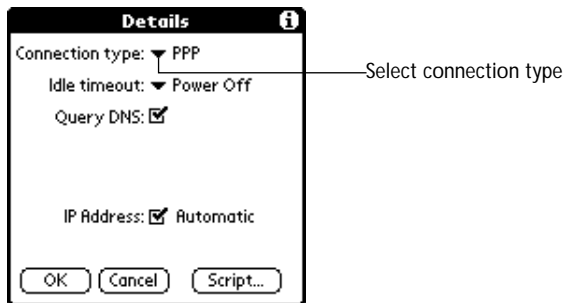 Details
Connection type: PPP
Select connection type
Idle timeout: Power Off
Query DNS:
IP Address: Automatic
OK Cancel Script...